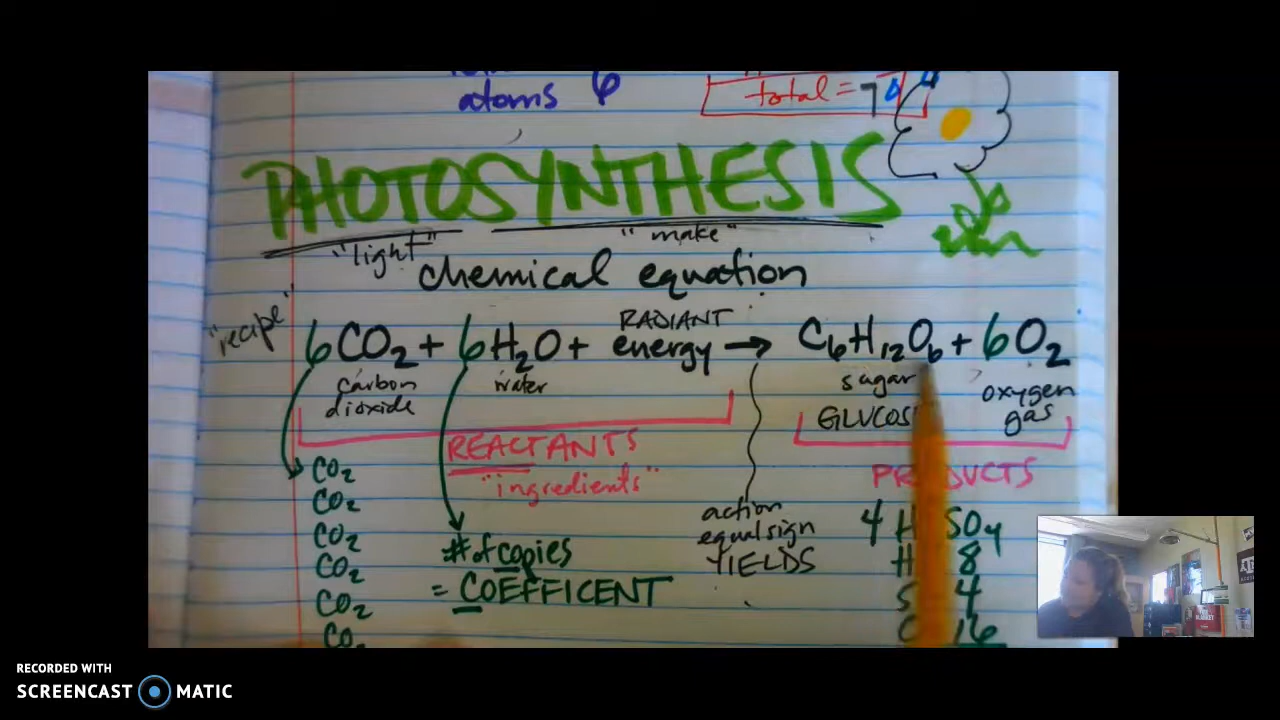 atoms 6
total = 7
PHOTOSYNTHESIS
"light" "make"
chemical equation
"recipe"
RADIANT
6CO2 + 6H2O + energy → C6H12O6 + 6O2
carbon dioxide water sugar oxygen gas
GLUCOS
REACTANTS
"ingredients"
PRODUCTS
CO2
CO2
CO2
CO2
CO2
CO
# of copies
= COEFFICENT
action
equal sign
YIELDS
4 H SO4
H 8
S 4
16
RECORDED WITH
SCREENCAST MATIC